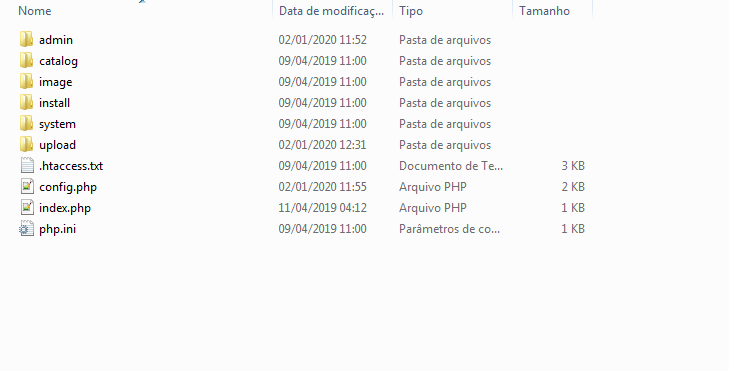 Nome Data de modificaç... Tipo Tamanho
admin 02/01/2020 11:52 Pasta de arquivos
catalog 09/04/2019 11:00 Pasta de arquivos
image 09/04/2019 11:00 Pasta de arquivos
install 09/04/2019 11:00 Pasta de arquivos
system 09/04/2019 11:00 Pasta de arquivos
upload 02/01/2020 12:31 Pasta de arquivos
.htaccess.txt 09/04/2019 11:00 Documento de Te... 3 KB
config.php 02/01/2020 11:55 Arquivo PHP 2 KB
index.php 11/04/2019 04:12 Arquivo PHP 1 KB
php.ini 09/04/2019 11:00 Parâmetros de co... 1 KB